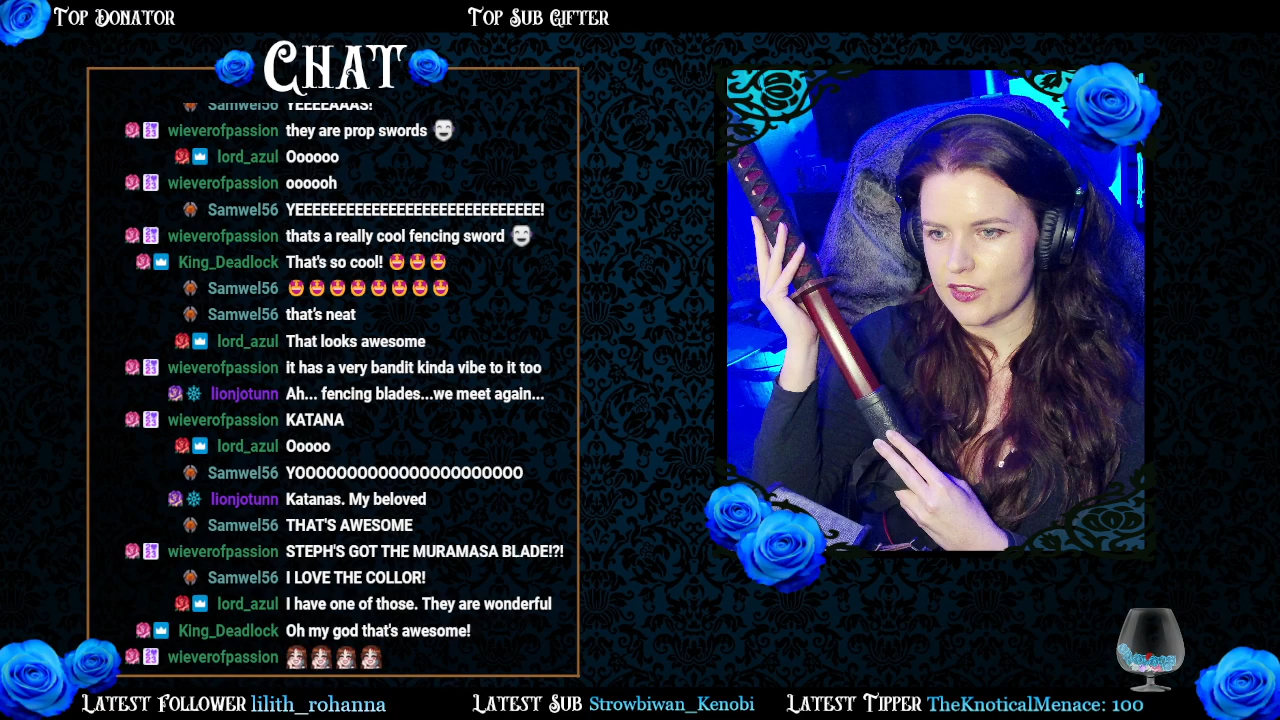 Top Donator
Top Sub Gifter
Chat
Samwel56 YEEEEAAAS!
wieverofpassion they are prop swords
lord_azul Oooooo
wieverofpassion oooooh
Samwel56 YEEEEEEEEEEEEEEEEEEEEEEEEEEEE!
wieverofpassion thats a really cool fencing sword
King_Deadlock That's so cool! 🤩 🤩 🤩
Samwel56 🤩 🤩 🤩 🤩 🤩 🤩 🤩 🤩
Samwel56 that's neat
lord_azul That looks awesome
wieverofpassion it has a very bandit kinda vibe to it too
lionjotunn Ah... fencing blades...we meet again...
wieverofpassion KATANA
lord_azul Ooooo
Samwel56 YOOOOOOOOOOOOOOOOOOOOOO
lionjotunn Katanas. My beloved
Samwel56 THAT'S AWESOME
wieverofpassion STEPH'S GOT THE MURAMASA BLADE!?!
Samwel56 I LOVE THE COLLOR!
lord_azul I have one of those. They are wonderful
King_Deadlock Oh my god that's awesome!
wieverofpassion
Latest Follower lilith_rohanna
Latest Sub Strowbiwan_Kenobi
Latest Tipper TheKnoticalMenace: 100